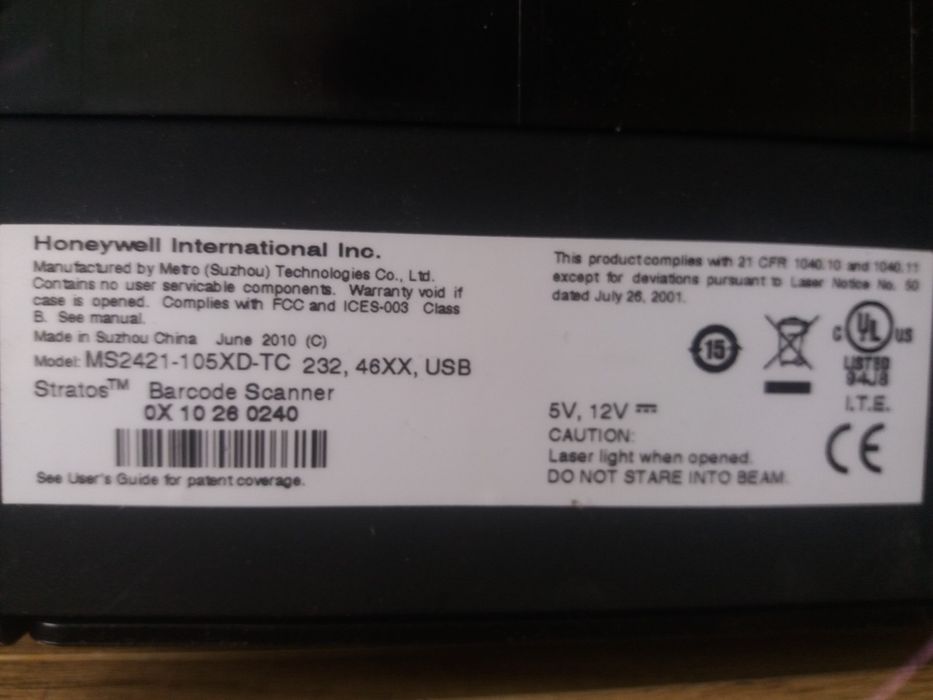 Honeywell International Inc.
Manufactured by Metro (Suzhou) Technologies Co., Ltd.
Contains no user servicable components. Warranty void if
case is opened. Complies with FCC and ICES-003 Class
B. See manual.
Made in Suzhou China June 2010 (C)
Model: MS2421-105XD-TC 232, 46XX, USB
Stratos™ Barcode Scanner
0X 10 26 0240
See User's Guide for patent coverage.
This product complies with 21 CFR 1040.10 and 1040.11
except for deviations pursuant to Laser Notice No. 50
dated July 26, 2001.
15
C UL US
LISTED
94J8
I.T.E.
5V, 12V
CE
CAUTION:
Laser light when opened.
DO NOT STARE INTO BEAM.